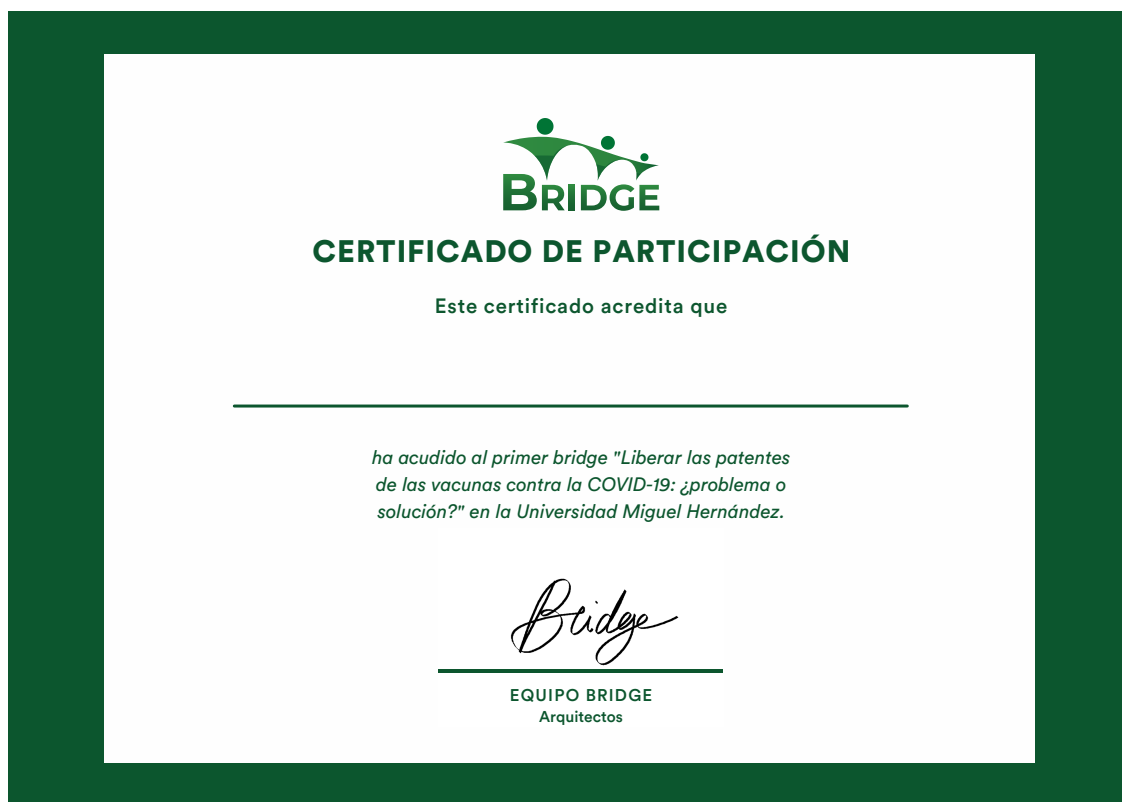 BRIDGE
CERTIFICADO DE PARTICIPACIÓN
Este certificado acredita que
ha acudido al primer bridge "Liberar las patentes
de las vacunas contra la COVID-19: ¿problema o
solución?" en la Universidad Miguel Hernández.
Bridge
EQUIPO BRIDGE
Arquitectos